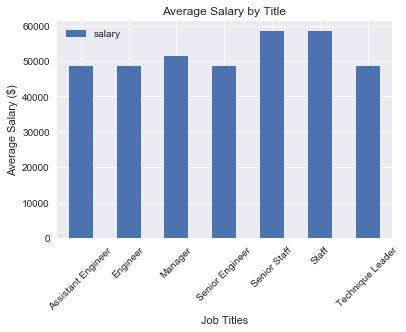 Average Salary by Title
salary
60000
50000
40000
30000
20000
10000
0
Average Salary ($)
Assistant Engineer
Engineer
Manager
Senior Engineer
Senior Staff
Staff
Technique Leader
Job Titles